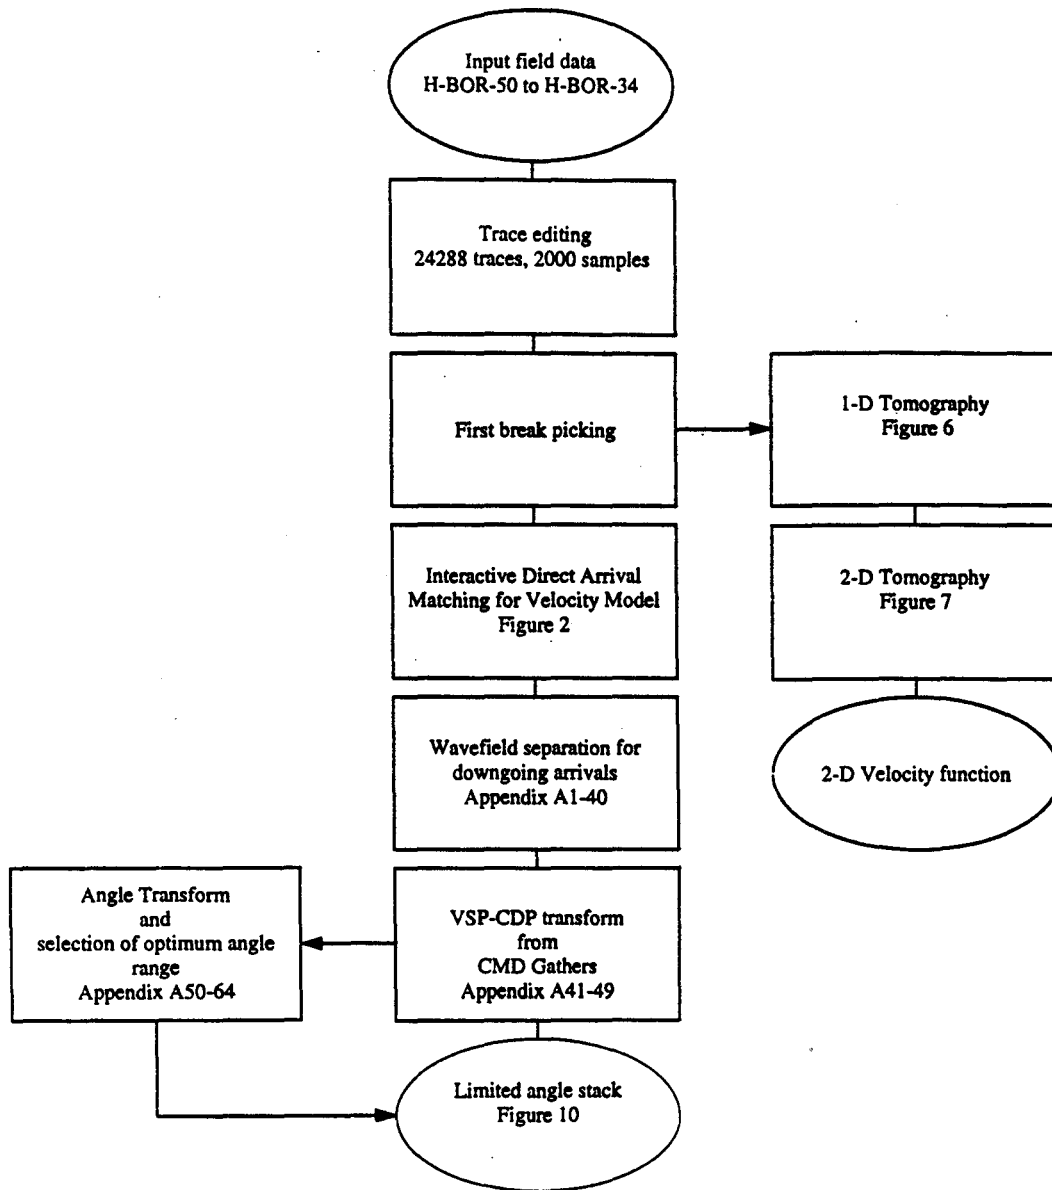 Input field data
H-BOR-50 to H-BOR-34
Trace editing
24288 traces, 2000 samples
First break picking
1-D Tomography
Figure 6
Interactive Direct Arrival
Matching for Velocity Model
Figure 2
2-D Tomography
Figure 7
Wavefield separation for
downgoing arrivals
Appendix A1-40
2-D Velocity function
Angle Transform
and
selection of optimum angle
range
Appendix A50-64
VSP-CDP transform
from
CMD Gathers
Appendix A41-49
Limited angle stack
Figure 10